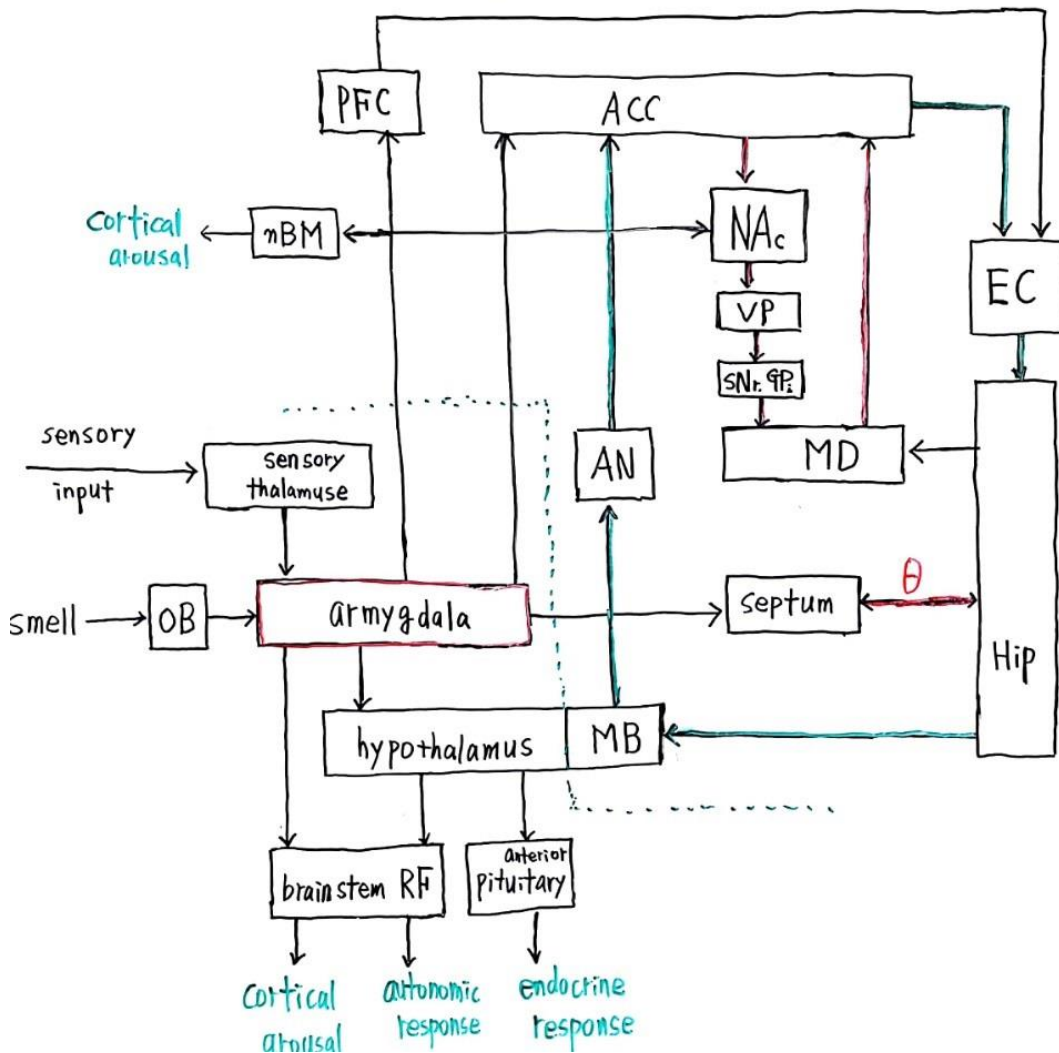 PFC
ACC
cortical
arousal
nBM
NAc
EC
VP
SNr. GPi
sensory
input
sensory
thalamuse
AN
MD
smell
OB
armygdala
septum
θ
Hip
hypothalamus
MB
brainstem RF
anterior
pituitary
cortical
arousal
autonomic
response
endocrine
response